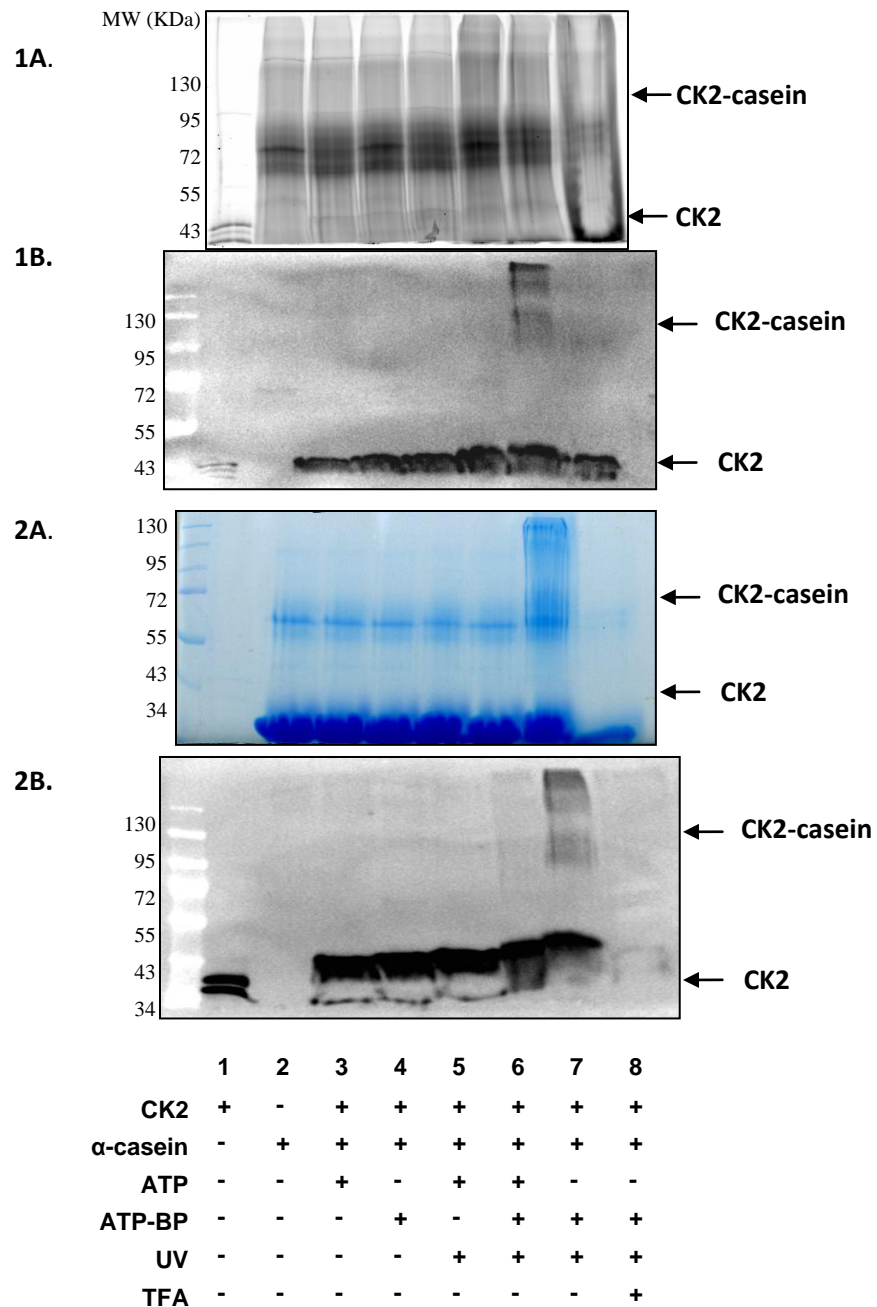 MW (KDa)
1A.
130
CK2-casein
95
72
55
CK2
43
1B.
130
CK2-casein
95
72
55
43
CK2
2A.
130
95
72
CK2-casein
55
43
CK2
34
2B.
130
CK2-casein
95
72
55
43
CK2
34
1 2 3 4 5 6 7 8
CK2 + - + + + + + +
α-casein - + + + + + + +
ATP - - + - + + - -
ATP-BP - - - + - + + +
UV - - - - + + + +
TFA - - - - - - - +